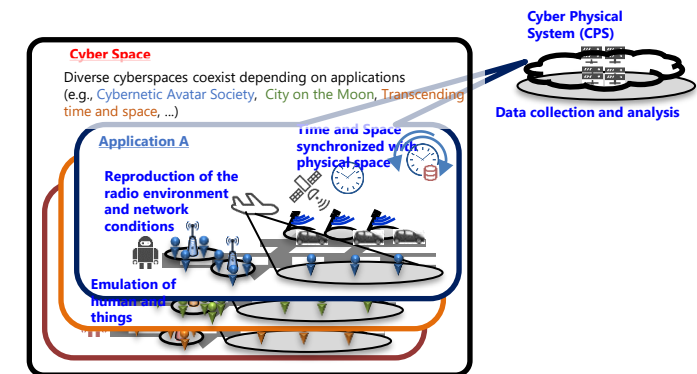 Cyber Physical
System (CPS)
Cyber Space
Diverse cyberspaces coexist depending on applications
(e.g., Cybernetic Avatar Society, City on the Moon, Transcending
time and space, ...)
Data collection and analysis
Application A
Time and Space
synchronized with
physical space
Reproduction of the
radio environment
and network
conditions
Emulation of
human and
things